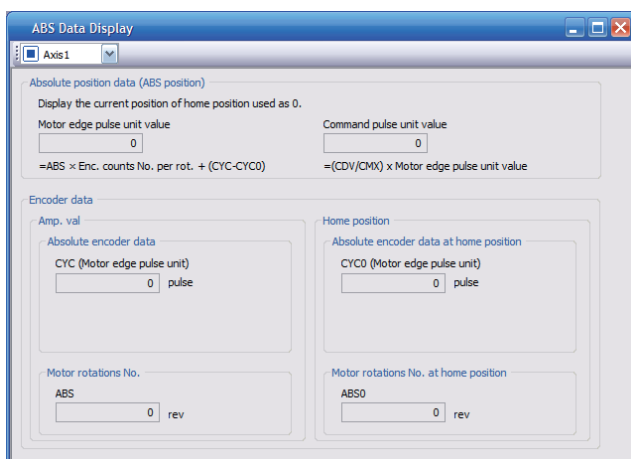 ABS Data Display
Axis1
Absolute position data (ABS position)
Display the current position of home position used as 0.
Motor edge pulse unit value
Command pulse unit value
0
0
=ABS × Enc. counts No. per rot. + (CYC-CYC0)
=(CDV/CMX) x Motor edge pulse unit value
Encoder data
Amp. val
Absolute encoder data
CYC (Motor edge pulse unit)
0 pulse
Motor rotations No.
ABS
0 rev
Home position
Absolute encoder data at home position
CYC0 (Motor edge pulse unit)
0 pulse
Motor rotations No. at home position
ABS0
0 rev